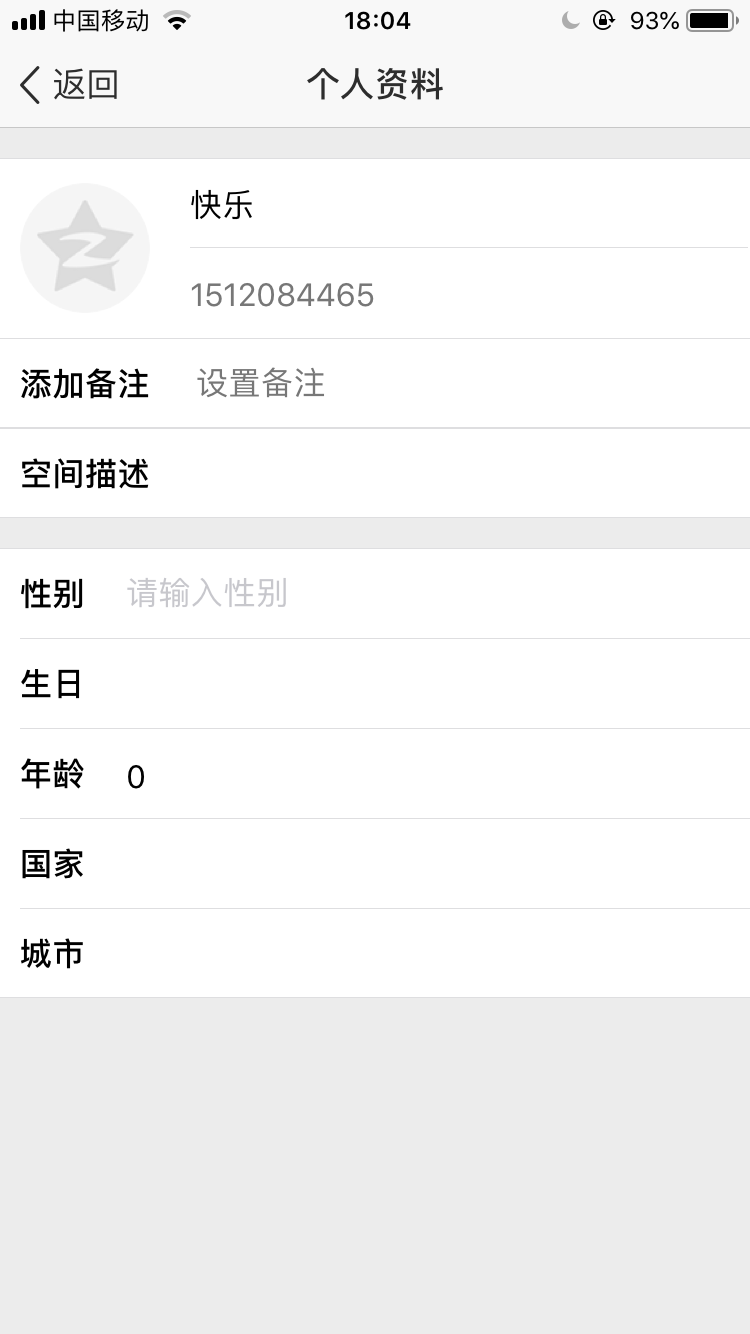 中国移动 18:04 93%
返回 个人资料
快乐
1512084465
添加备注 设置备注
空间描述
性别 请输入性别
生日
年龄 0
国家
城市